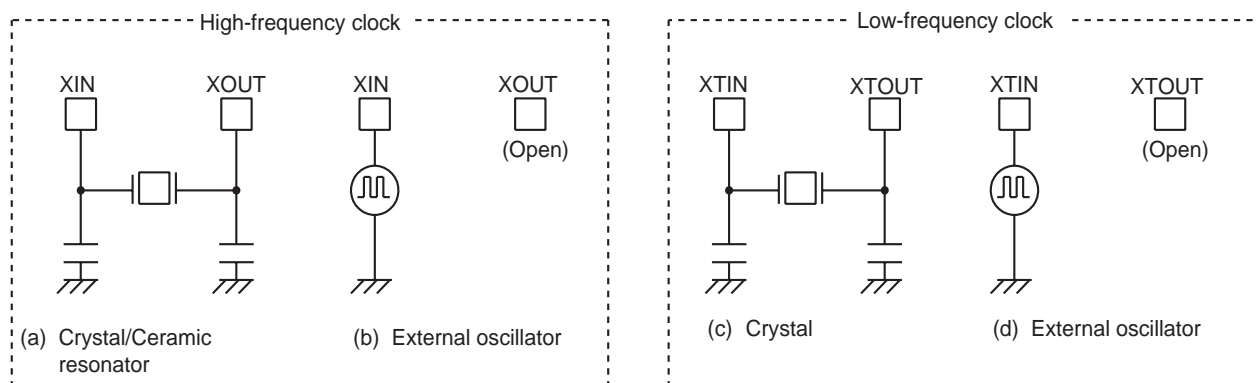 High-frequency clock
Low-frequency clock
XIN XOUT XIN XOUT
XTIN XTOUT XTIN XTOUT
(Open)
(Open)
(a) Crystal/Ceramic
resonator
(b) External oscillator
(c) Crystal
(d) External oscillator